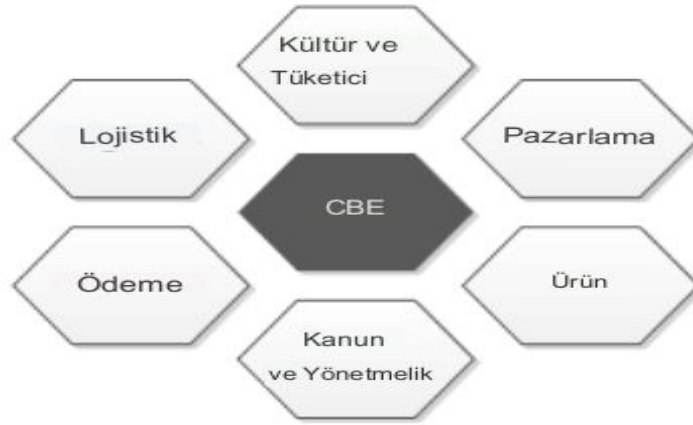 Kültür ve
Tüketici
Lojistik
Pazarlama
CBE
Ödeme
Ürün
Kanun
ve Yönetmelik